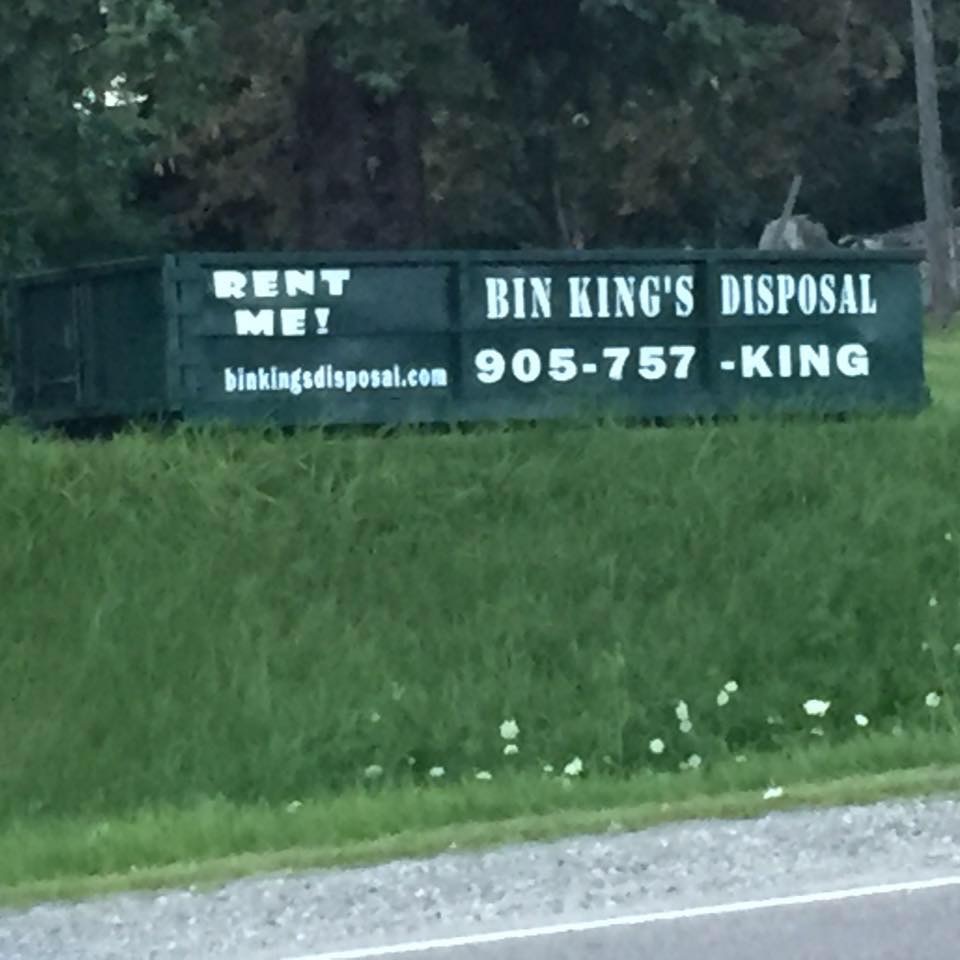 RENT
ME!
binkingsdisposal.com
BIN KING'S DISPOSAL
905-757-KING